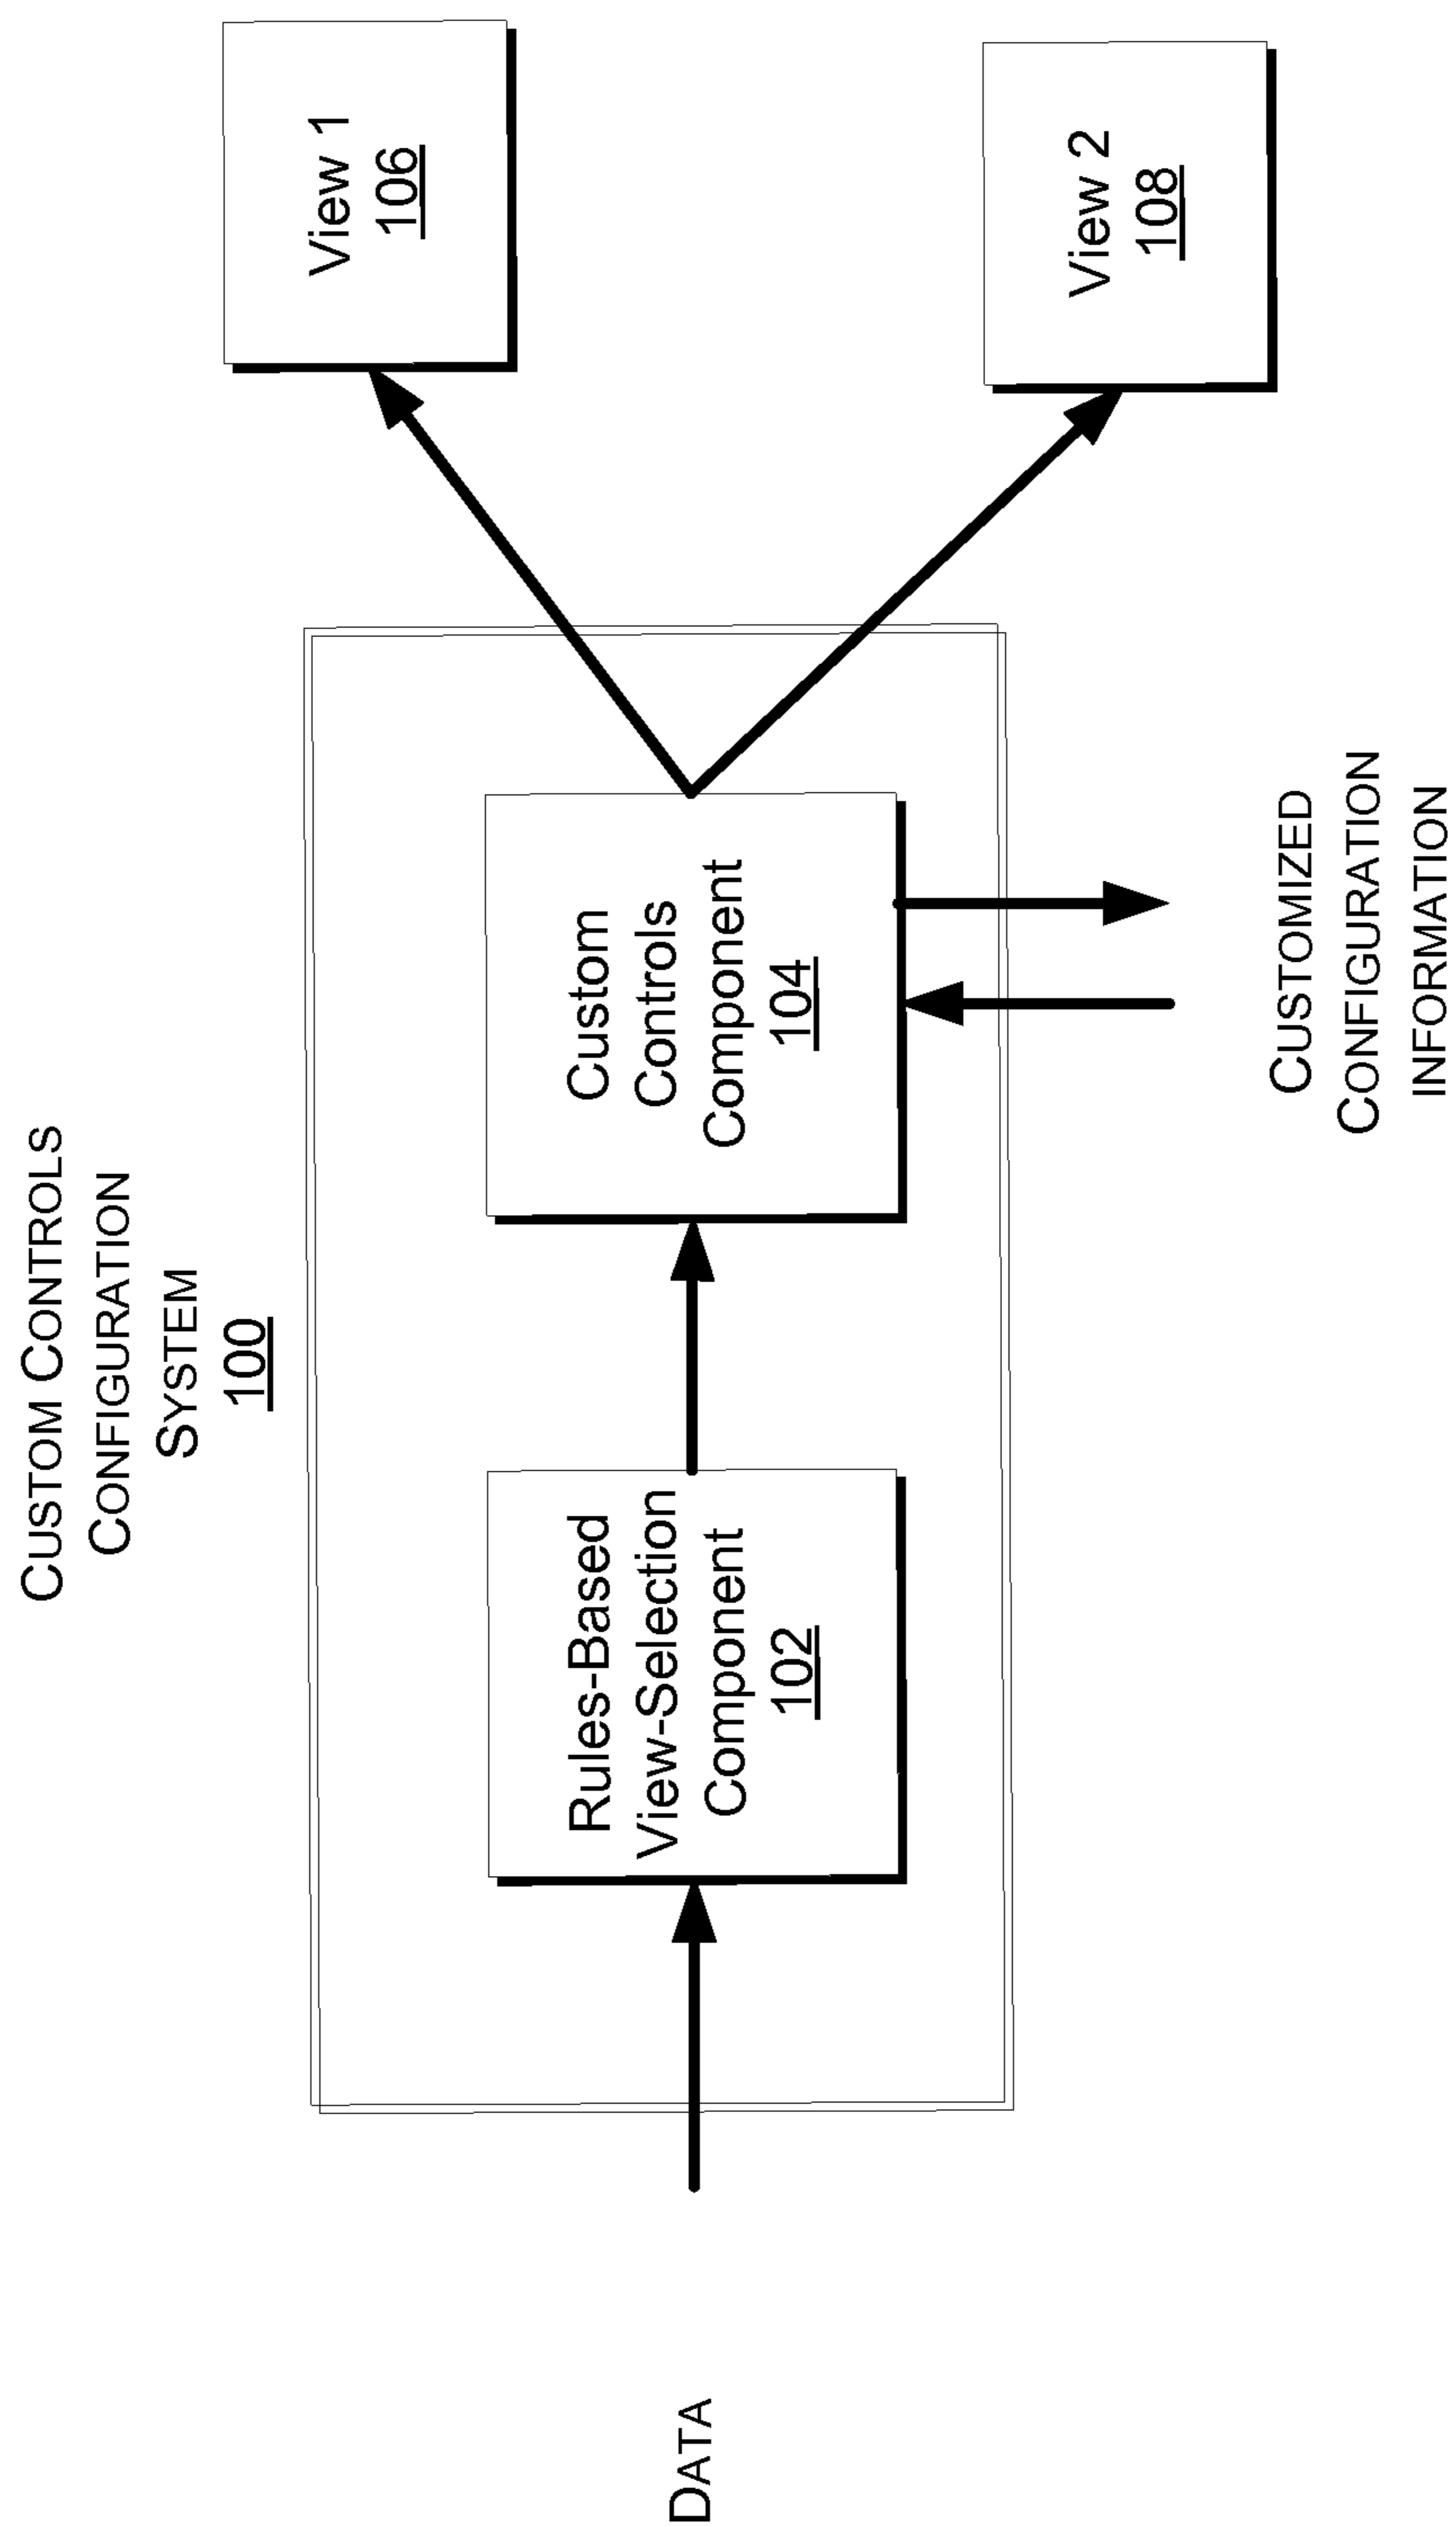 CUSTOM CONTROLS
CONFIGURATION
SYSTEM
100
DATA
Rules-Based
View-Selection
Component
102
Custom
Controls
Component
104
View 1
106
View 2
108
CUSTOMIZED
CONFIGURATION
INFORMATION